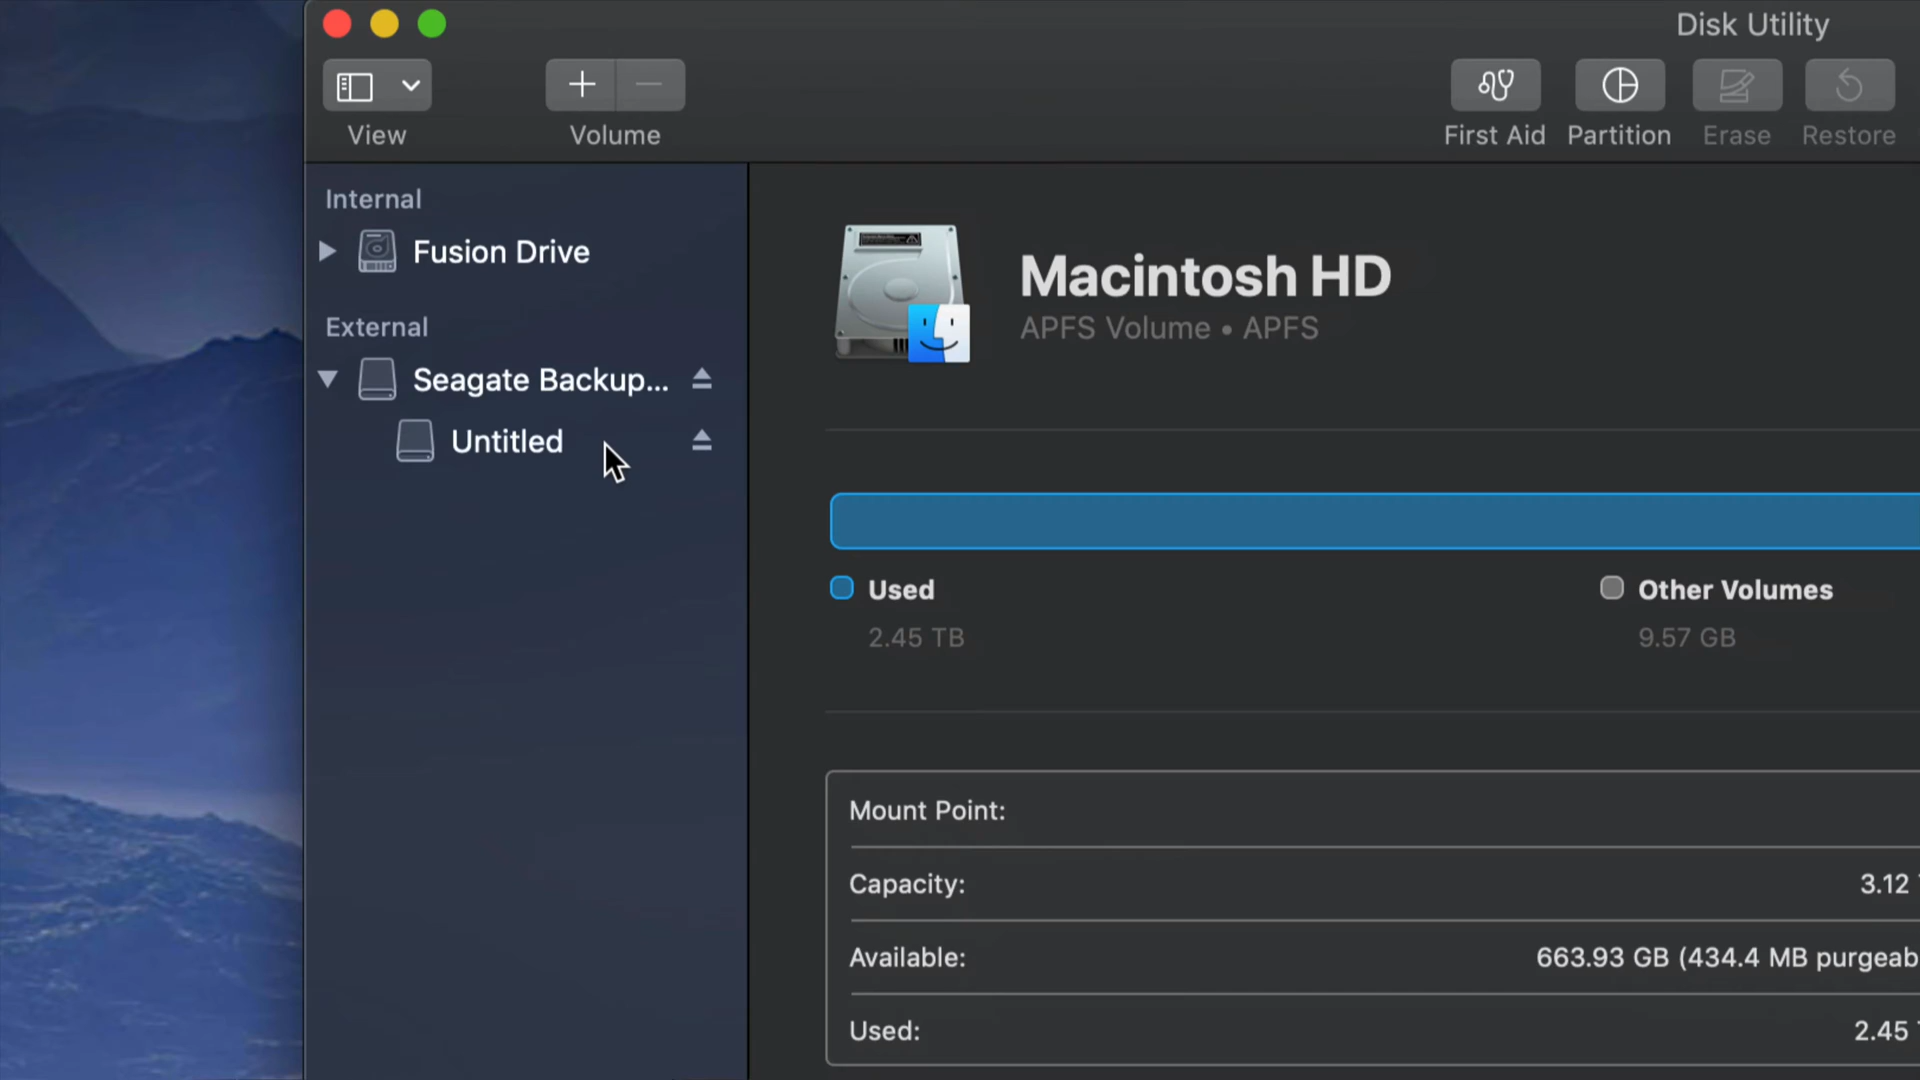 Disk Utility
View
Volume
First Aid
Partition
Erase
Restore
Internal
Fusion Drive
External
Seagate Backup...
Untitled
Macintosh HD
APFS Volume • APFS
Used
2.45 TB
Other Volumes
9.57 GB
Mount Point:
Capacity:
3.12
Available:
663.93 GB (434.4 MB purgeab
Used:
2.45